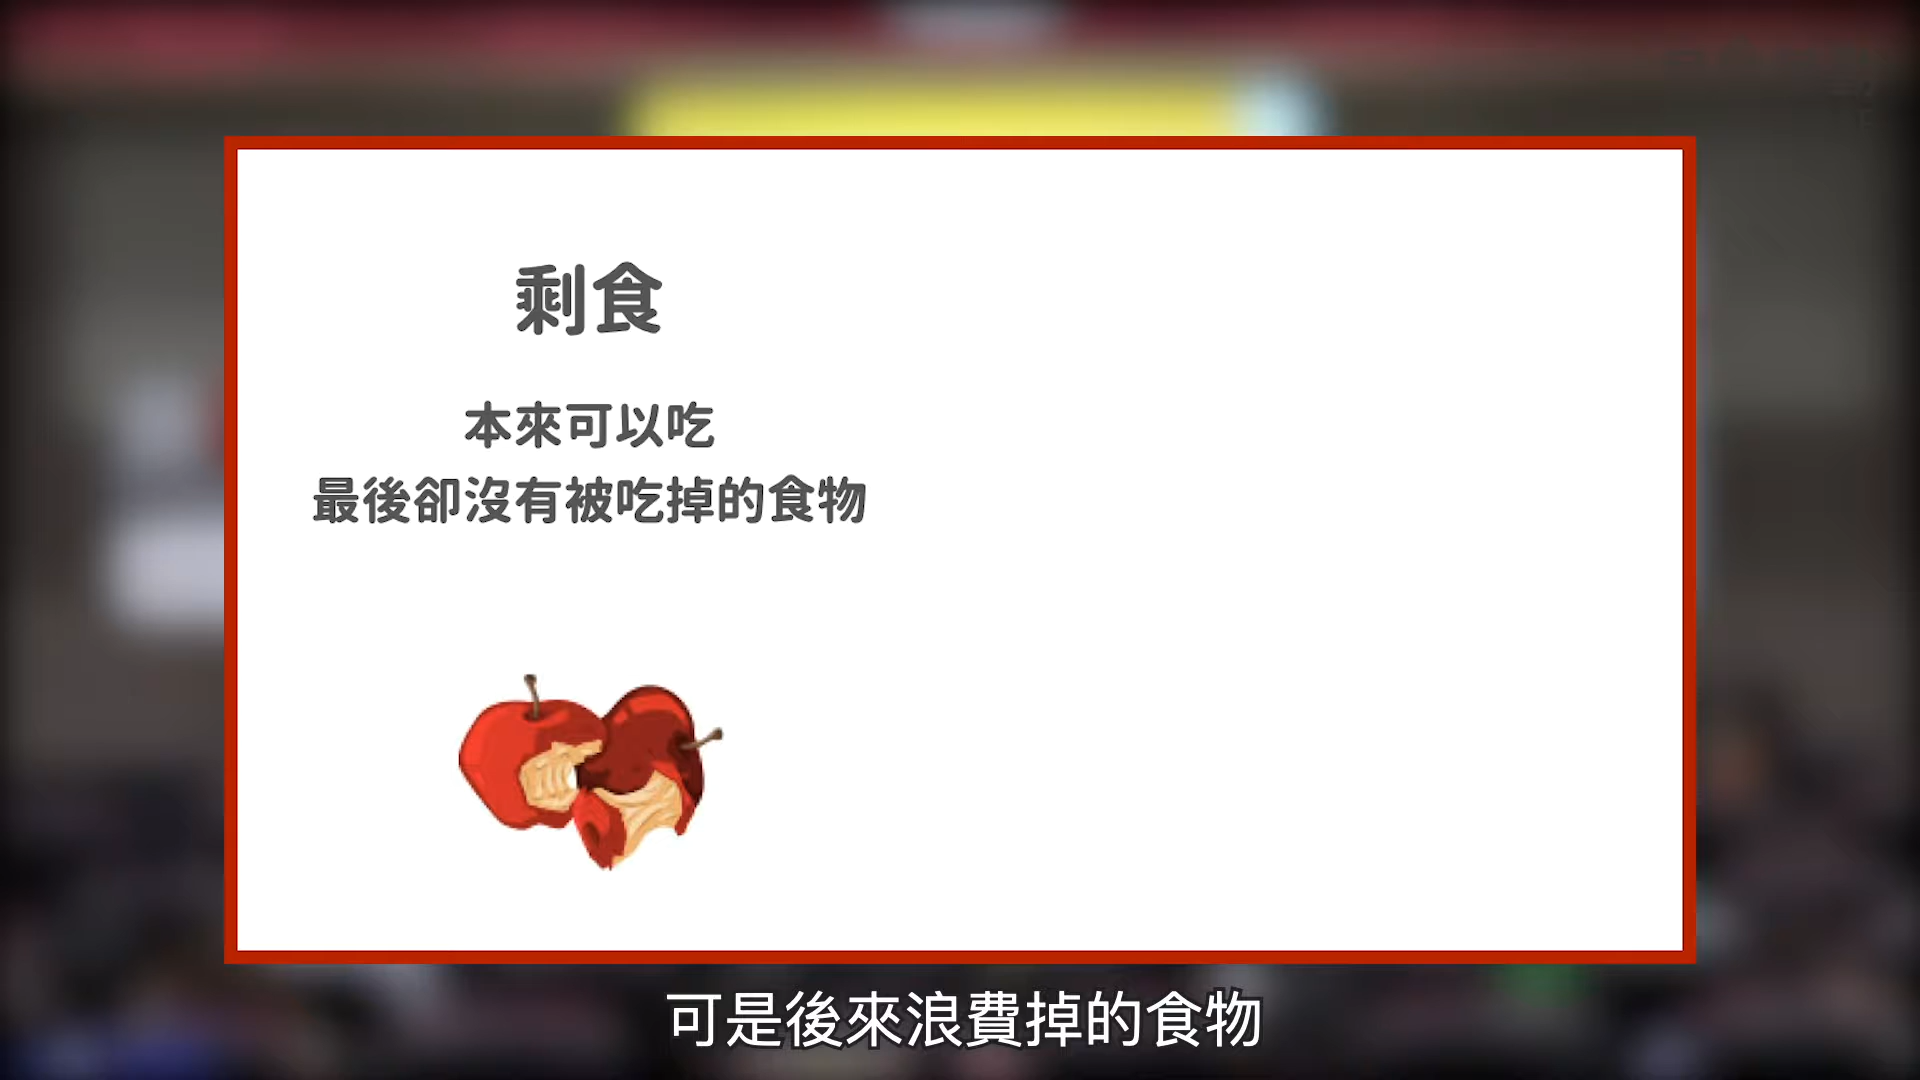 剩食
本來可以吃
最後卻沒有被吃掉的食物
可是後來浪費掉的食物